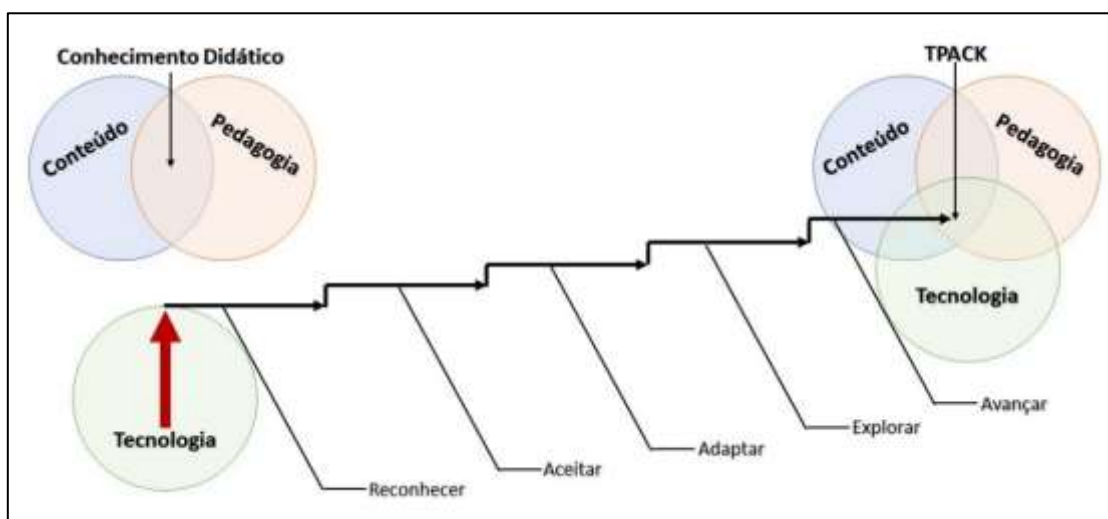 Conhecimento Didático
Conteúdo
Pedagogia
TPACK
Conteúdo
Pedagogia
Tecnologia
Tecnologia
Reconhecer
Aceitar
Adaptar
Explorar
Avançar